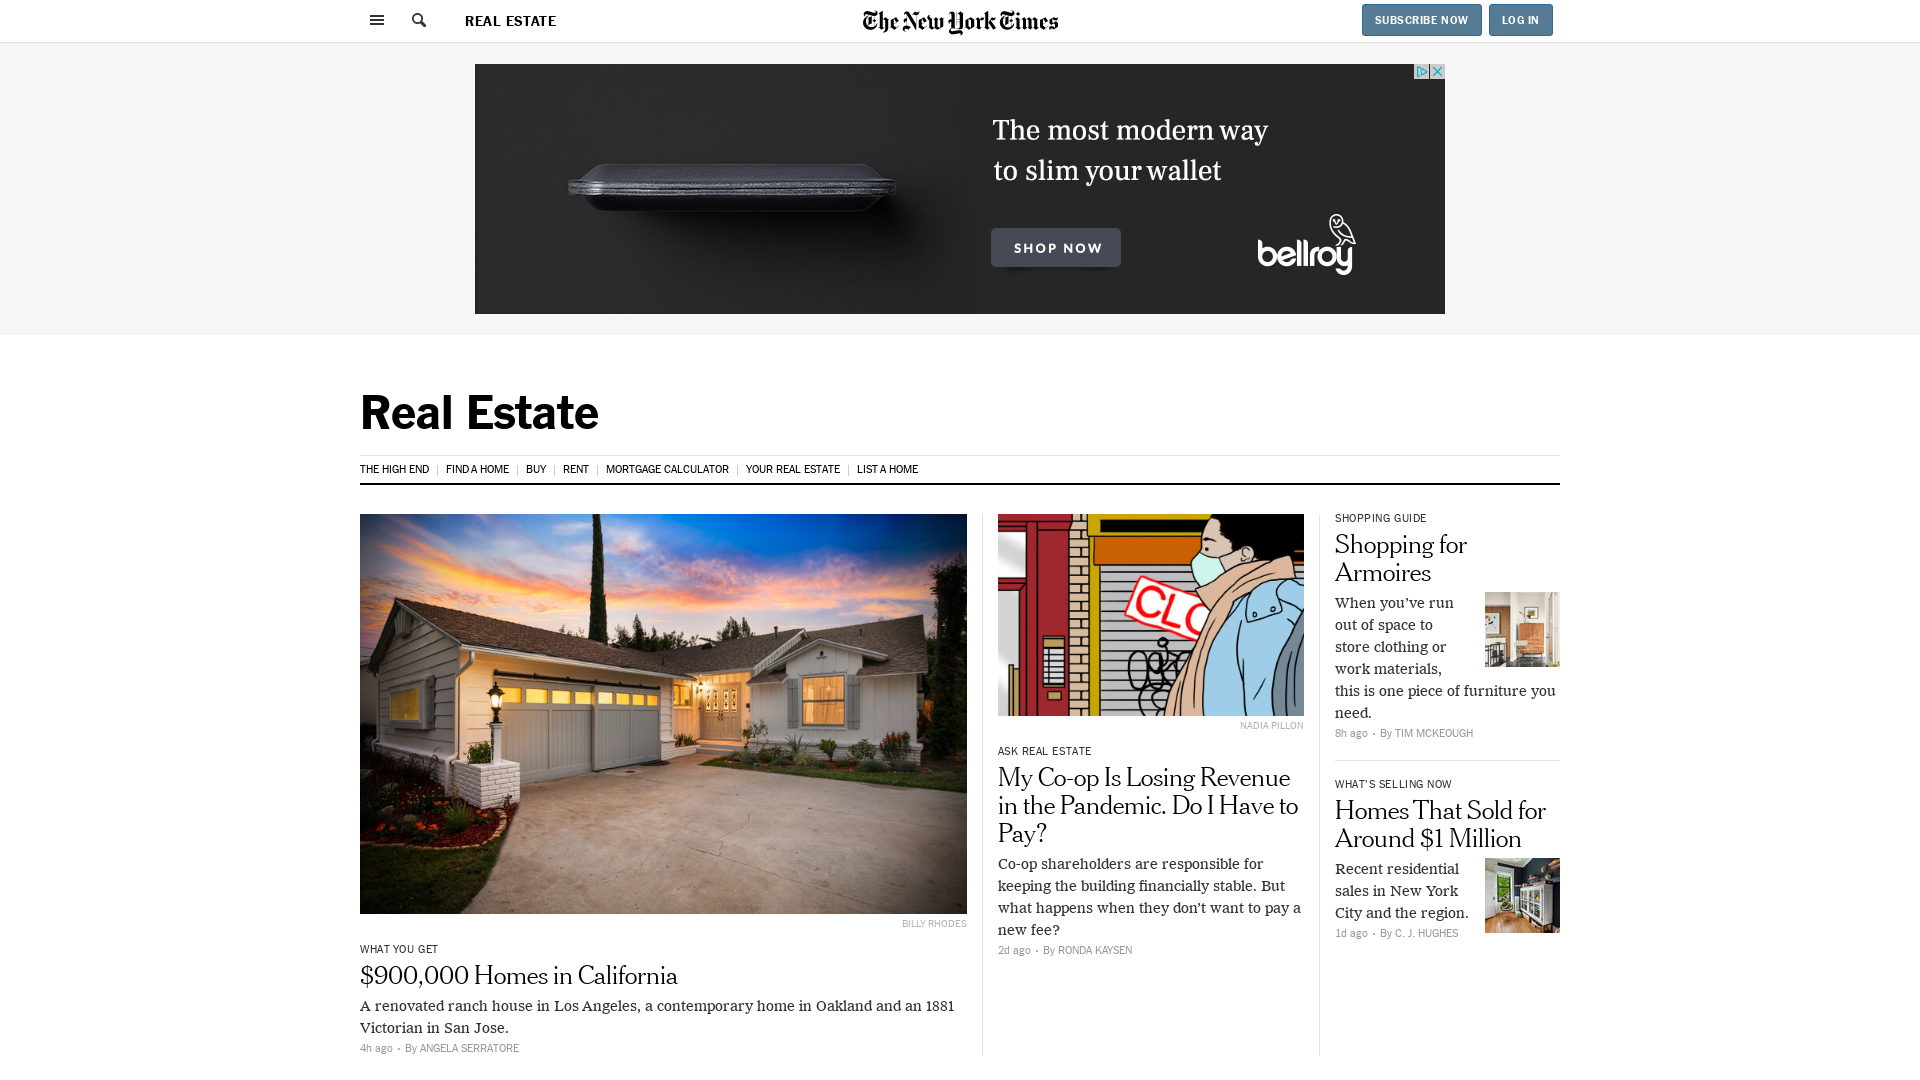 REAL ESTATE
The New York Times
SUBSCRIBE NOW
LOG IN
The most modern way
to slim your wallet
SHOP NOW
bellroy
Real Estate
THE HIGH END
FIND A HOME
BUY
RENT
MORTGAGE CALCULATOR
YOUR REAL ESTATE
LIST A HOME
BILLY RHODES
WHAT YOU GET
$900,000 Homes in California
A renovated ranch house in Los Angeles, a contemporary home in Oakland and an 1881
Victorian in San Jose.
4h ago • By ANGELA SERRATORE
CLO
NADIA PILLON
ASK REAL ESTATE
My Co-op Is Losing Revenue
in the Pandemic. Do I Have to
Pay?
Co-op shareholders are responsible for
keeping the building financially stable. But
what happens when they don’t want to pay a
new fee?
2d ago • By RONDA KAYSEN
SHOPPING GUIDE
Shopping for
Armoires
When you’ve run
out of space to
store clothing or
work materials,
this is one piece of furniture you
need.
8h ago • By TIM MCKEOUGH
WHAT’S SELLING NOW
Homes That Sold for
Around $1 Million
Recent residential
sales in New York
City and the region.
1d ago • By C. J. HUGHES